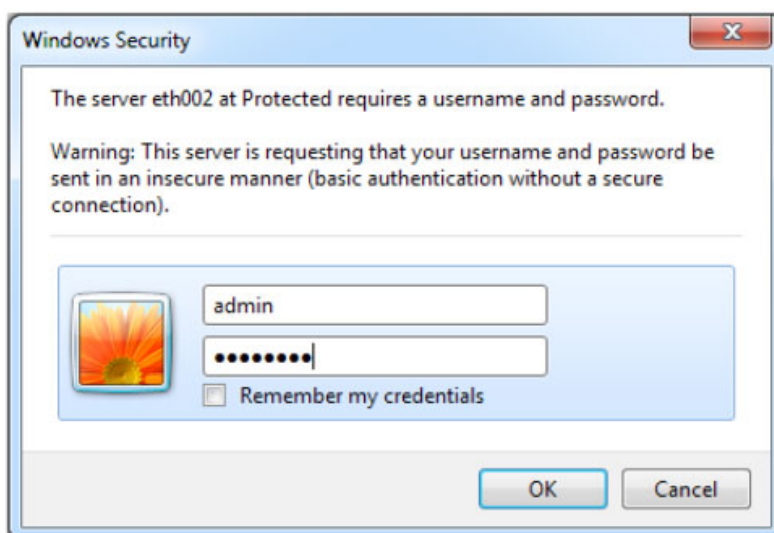 Windows Security
The server eth002 at Protected requires a username and password.
Warning: This server is requesting that your username and password be
sent in an insecure manner (basic authentication without a secure
connection).
admin
●●●●●●●●
Remember my credentials
OK
Cancel